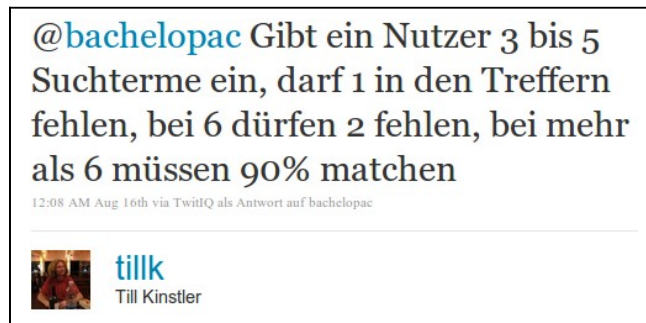 @bachelopac Gibt ein Nutzer 3 bis 5
Suchterme ein, darf 1 in den Treffern
fehlen, bei 6 dürfen 2 fehlen, bei mehr
als 6 müssen 90% matchen
12:08 AM Aug 16th via TwitIQ als Antwort auf bachelopac
tillk
Till Kinstler